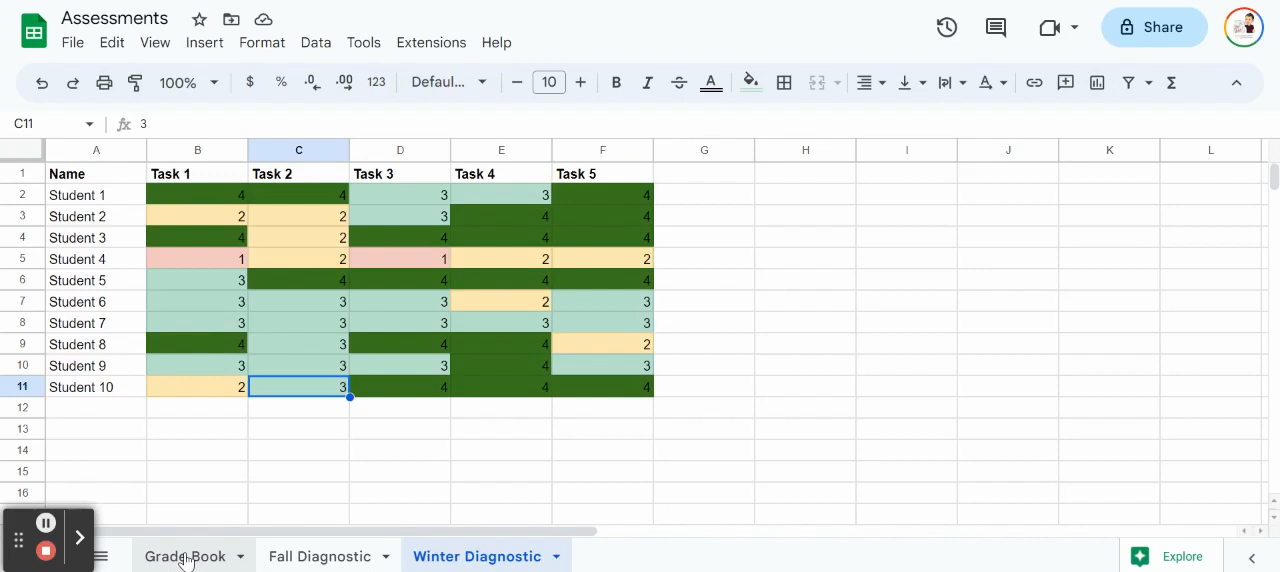 Assessments
File Edit View Insert Format Data Tools Extensions Help
Share
100% $ % .0 .00 123 Defaul... − 10 + B I A Σ
C11 fx 3
A B C D E F G H I J K L
1 Name Task 1 Task 2 Task 3 Task 4 Task 5
2 Student 1 4 4 3 3 4
3 Student 2 2 2 3 4 4
4 Student 3 4 2 4 4 4
5 Student 4 1 2 1 2 2
6 Student 5 3 4 4 4 4
7 Student 6 3 3 3 2 3
8 Student 7 3 3 3 3 3
9 Student 8 4 3 4 4 2
10 Student 9 3 3 3 4 3
11 Student 10 2 3 4 4 4
12
13
14
15
16
Grade Book Fall Diagnostic Winter Diagnostic Explore